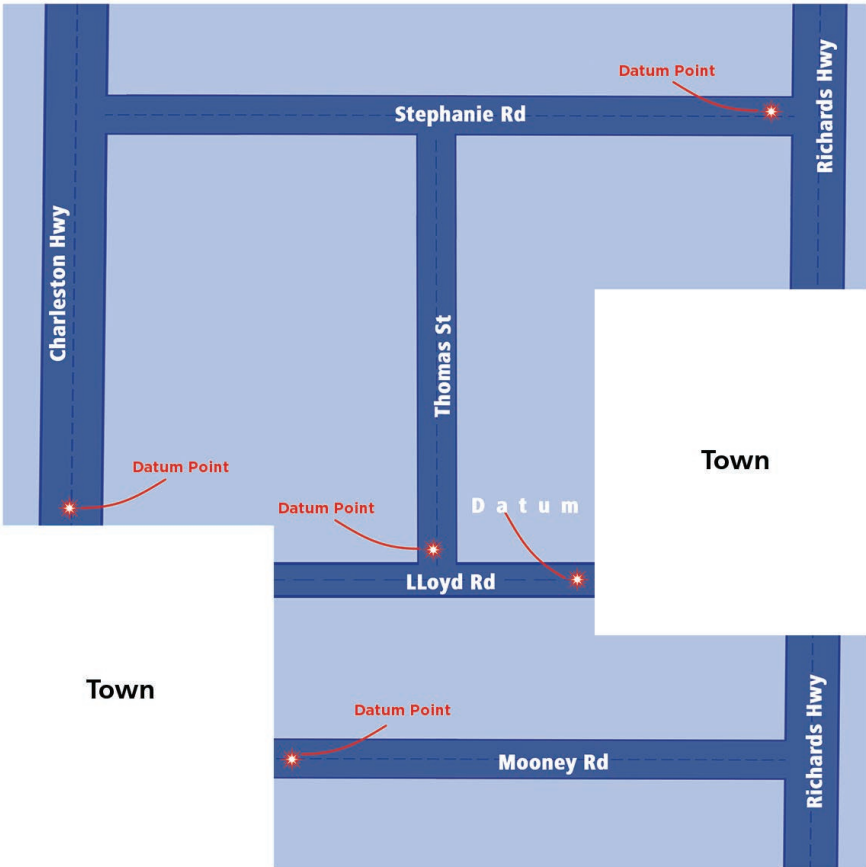 Datum Point
Richards Hwy
Stephanie Rd
Charleston Hwy
Thomas St
Town
Datum Point
Datum Point
Datum
LLoyd Rd
Town
Datum Point
Mooney Rd
Richards Hwy